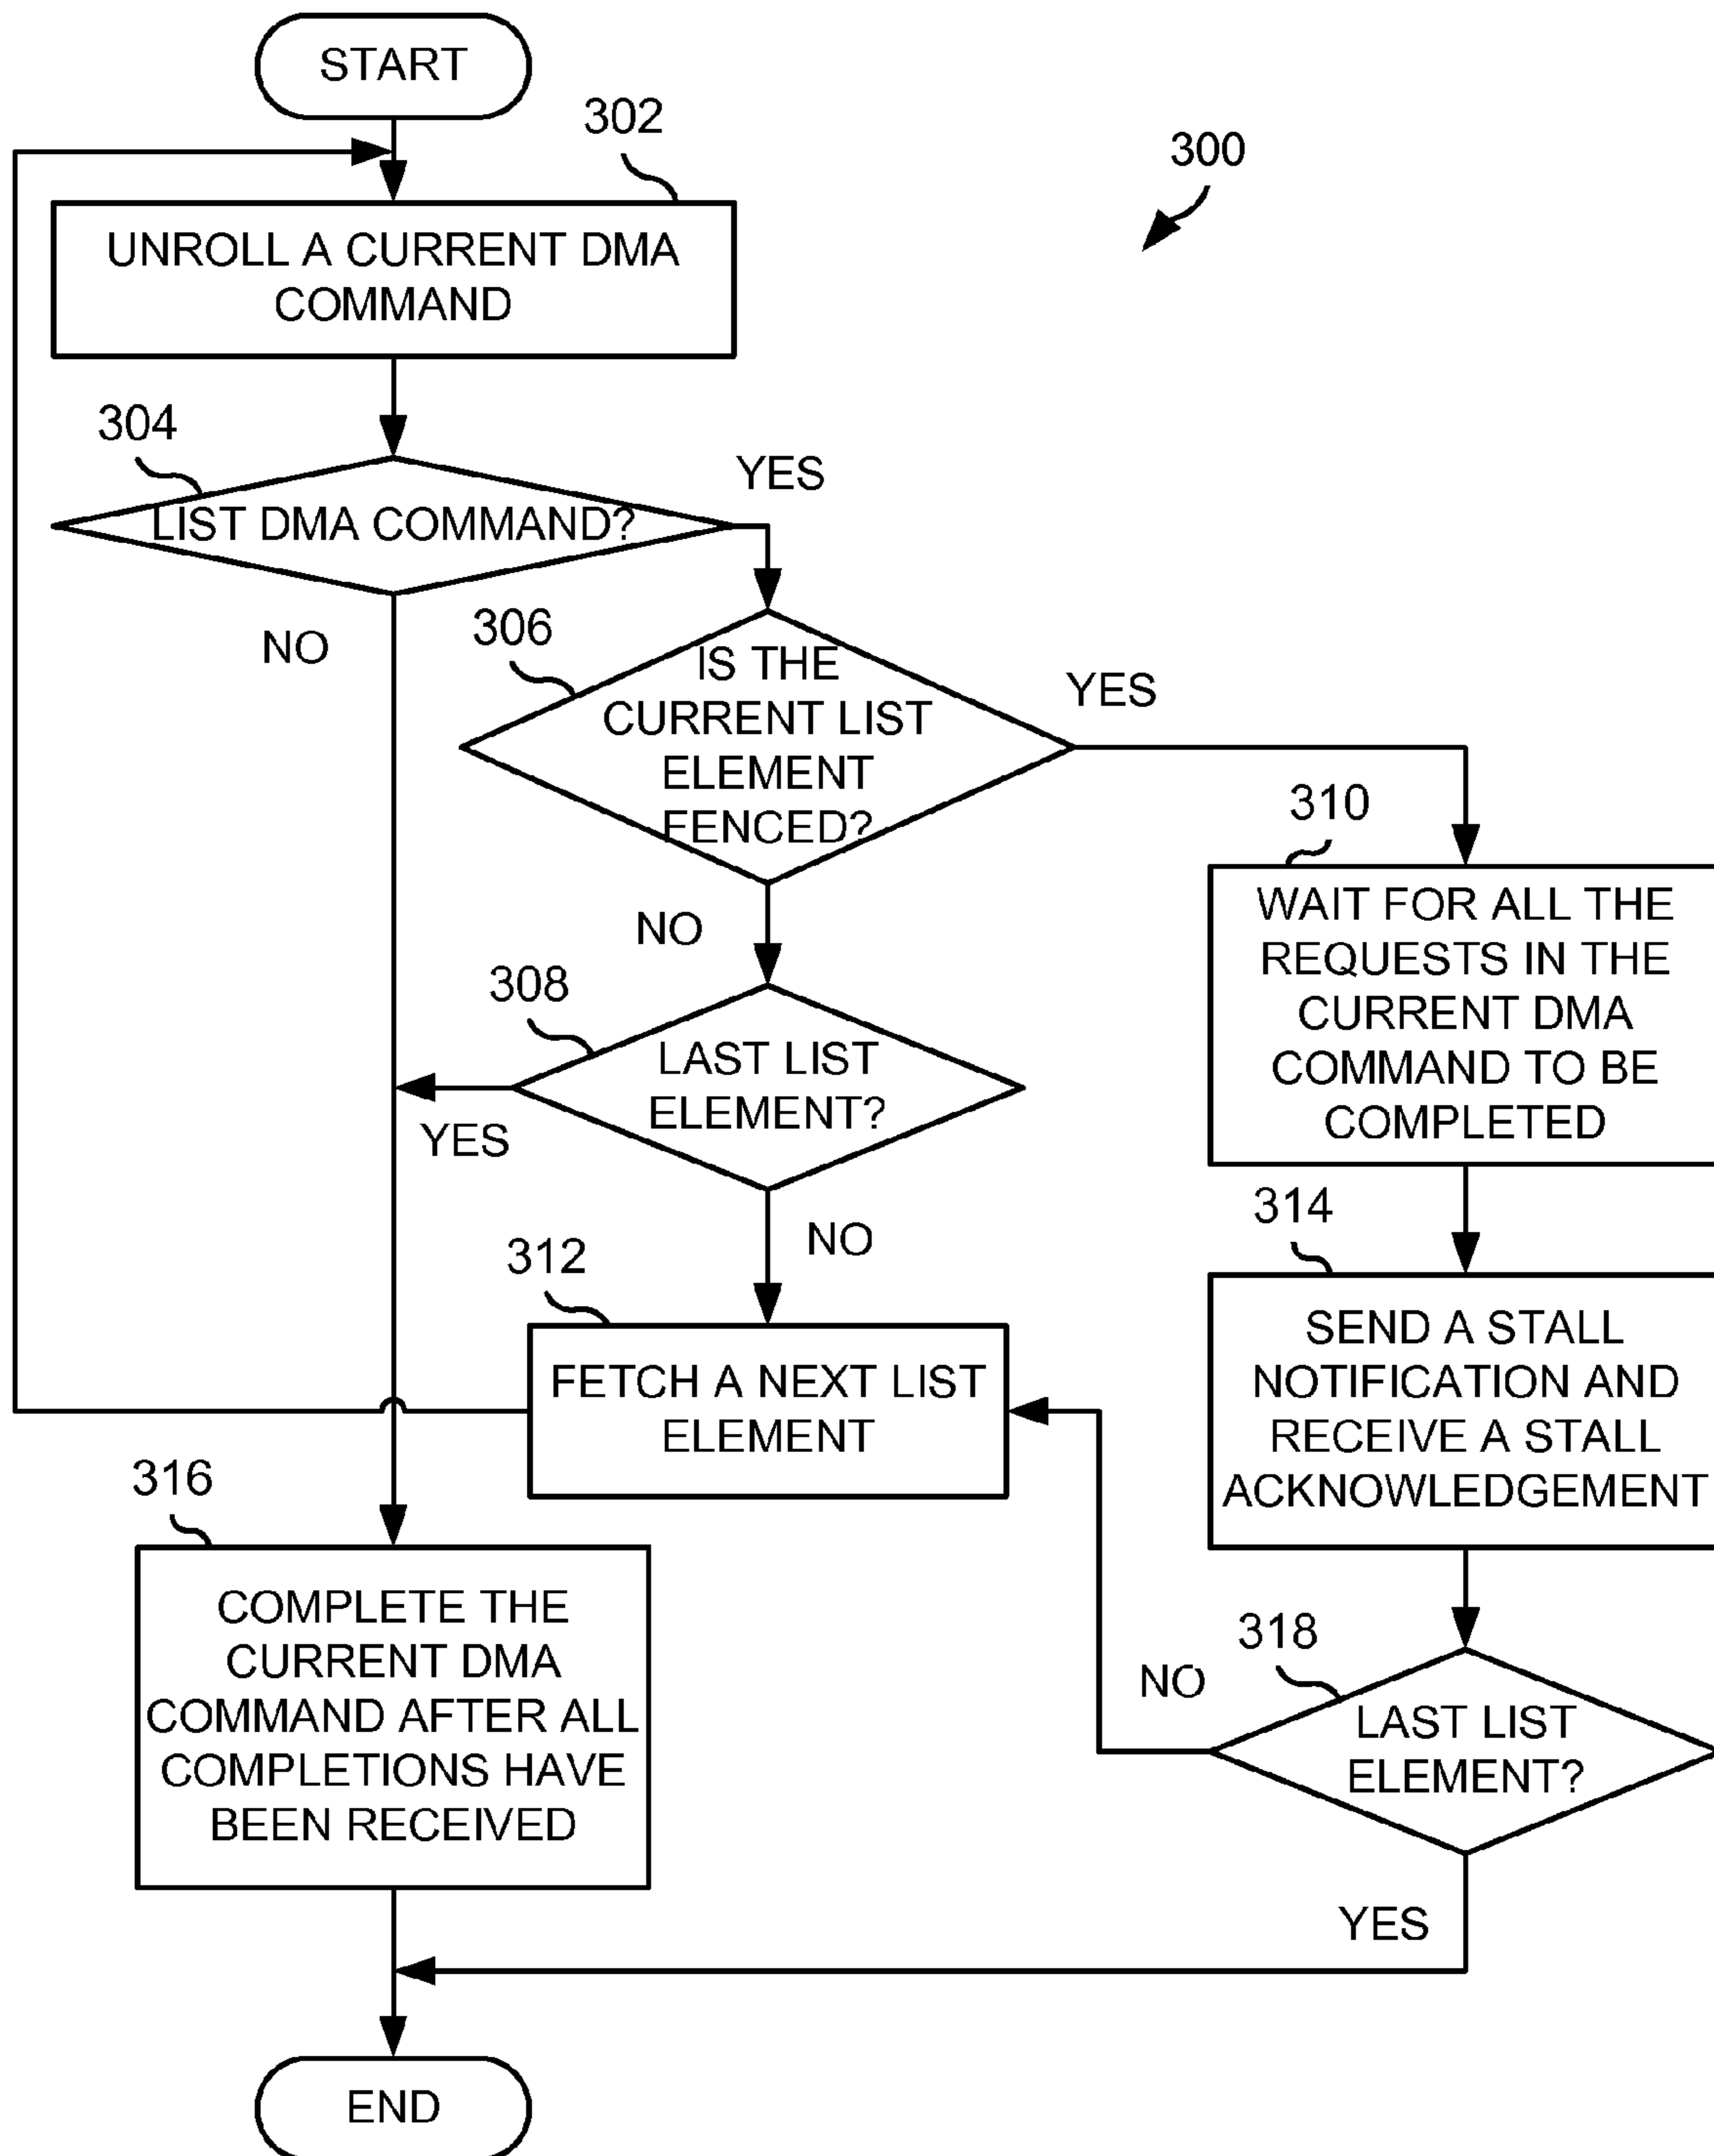 START
302
300
UNROLL A CURRENT DMA
COMMAND
304
YES
LIST DMA COMMAND?
NO
306
IS THE
CURRENT LIST
ELEMENT
FENCED?
YES
310
WAIT FOR ALL THE
REQUESTS IN THE
CURRENT DMA
COMMAND TO BE
COMPLETED
NO
308
LAST LIST
ELEMENT?
YES
NO
314
SEND A STALL
NOTIFICATION AND
RECEIVE A STALL
ACKNOWLEDGEMENT
312
FETCH A NEXT LIST
ELEMENT
316
COMPLETE THE
CURRENT DMA
COMMAND AFTER ALL
COMPLETIONS HAVE
BEEN RECEIVED
318
NO
LAST LIST
ELEMENT?
YES
END